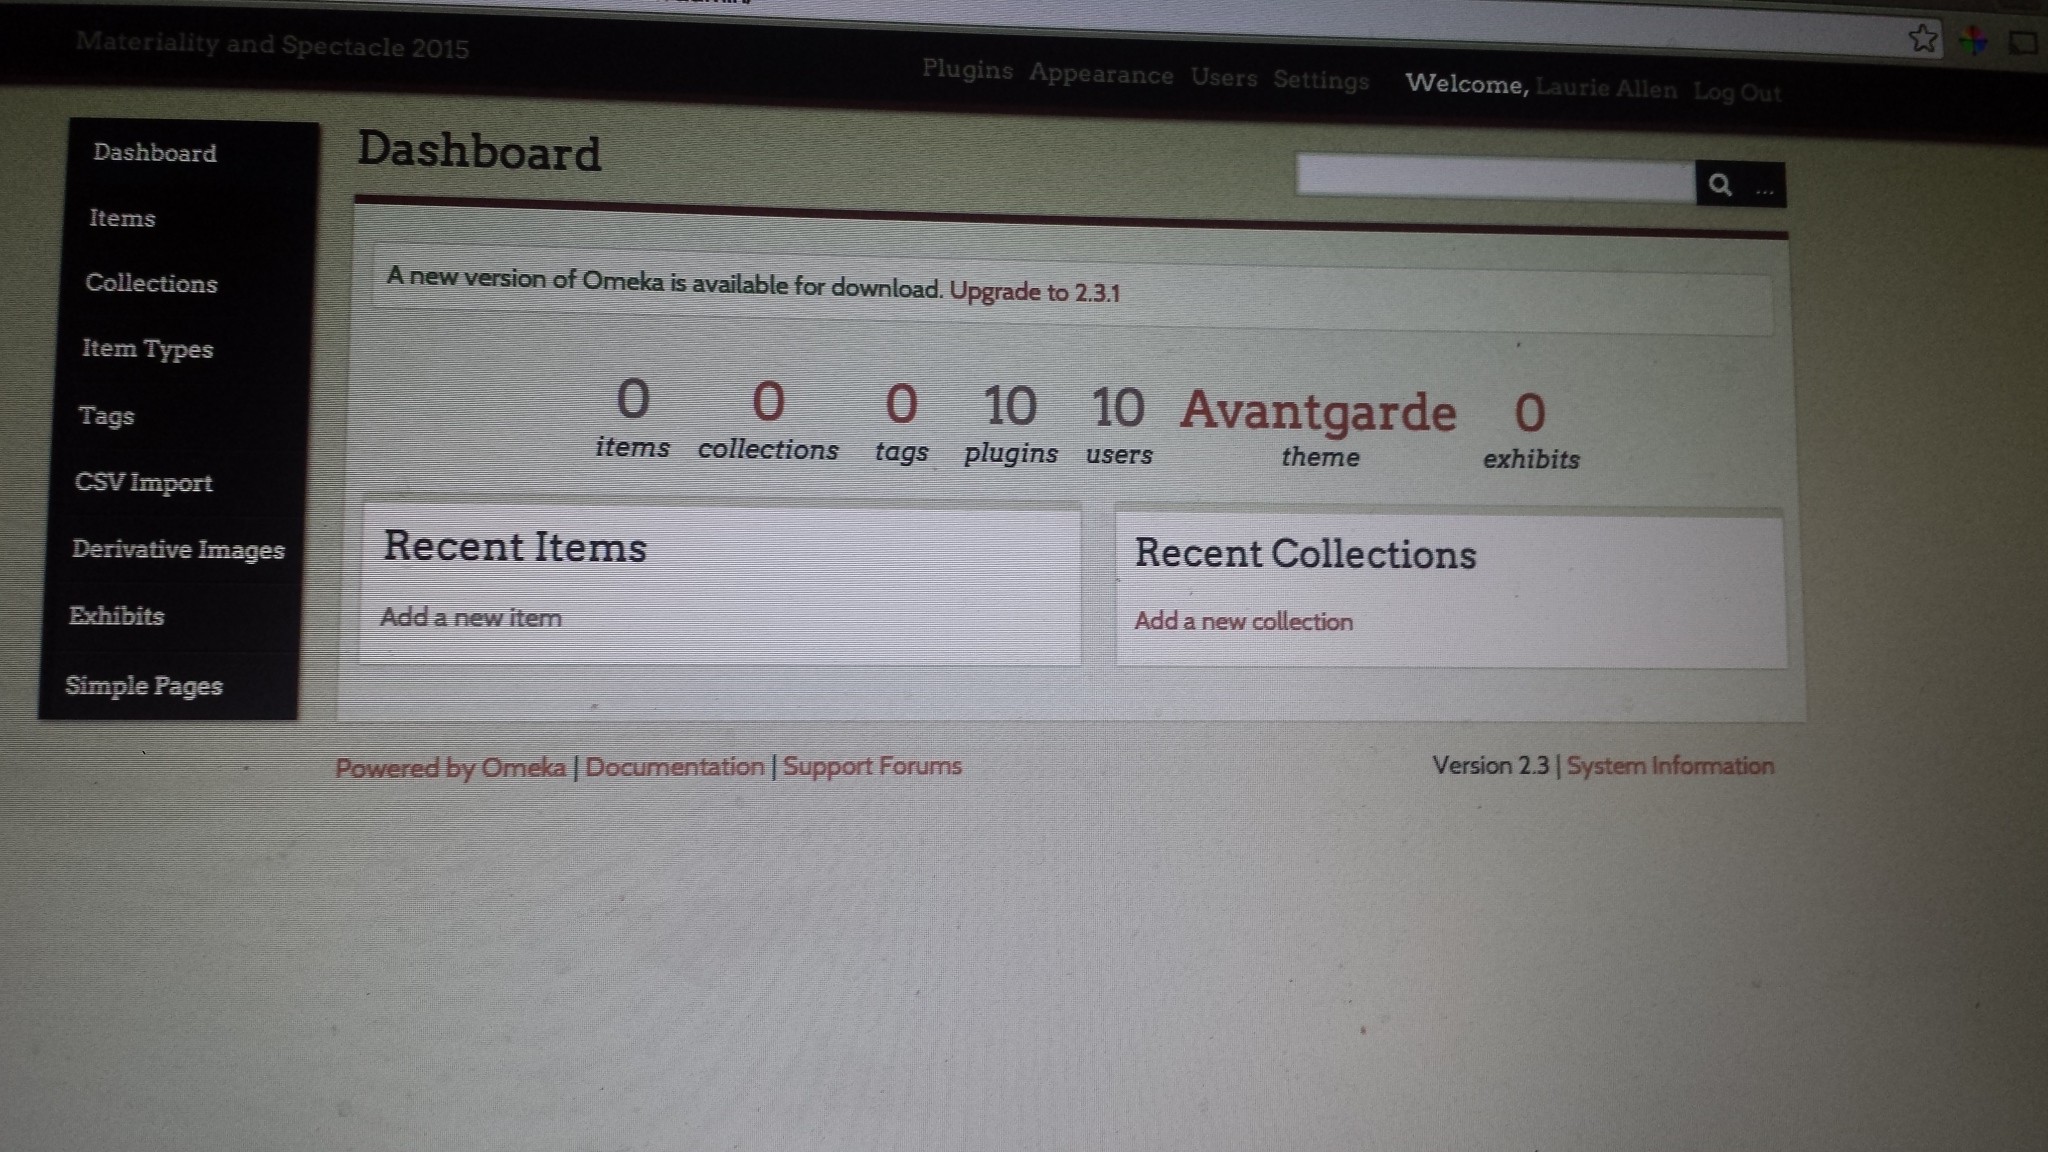 Materiality and Spectacle 2015
Plugins Appearance Users Settings Welcome, Laurie Allen Log Out
Dashboard
Items
Collections
Item Types
Tags
CSV Import
Derivative Images
Exhibits
Simple Pages
Dashboard
...
A new version of Omeka is available for download. Upgrade to 2.3.1
0 0 0 10 10 Avantgarde 0
items collections tags plugins users theme exhibits
Recent Items
Add a new item
Recent Collections
Add a new collection
Powered by Omeka | Documentation | Support Forums
Version 2.3 | System Information